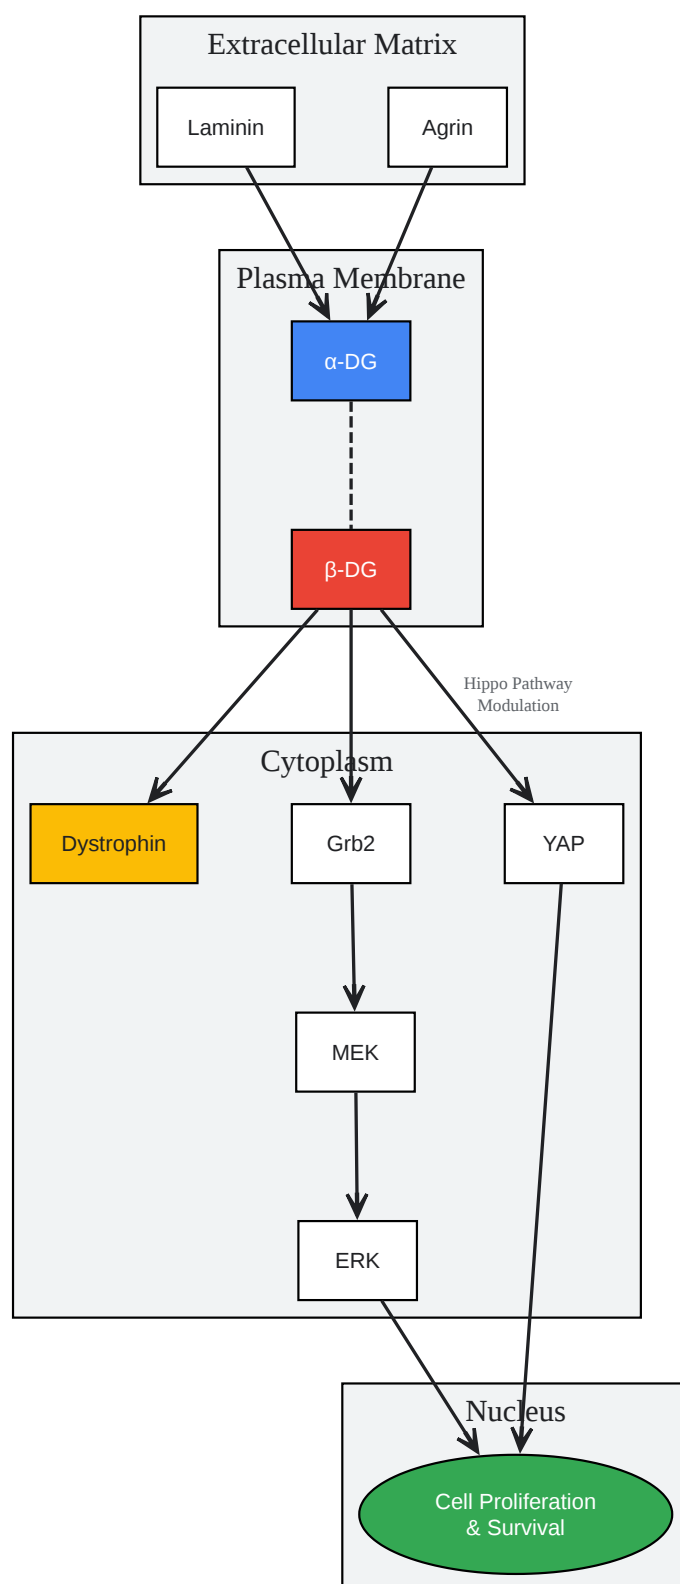 Extracellular Matrix
Laminin
Agrin
Plasma Membrane
α-DG
β-DG
Hippo Pathway
Modulation
Cytoplasm
Dystrophin
Grb2
YAP
MEK
ERK
Nucleus
Cell Proliferation
& Survival